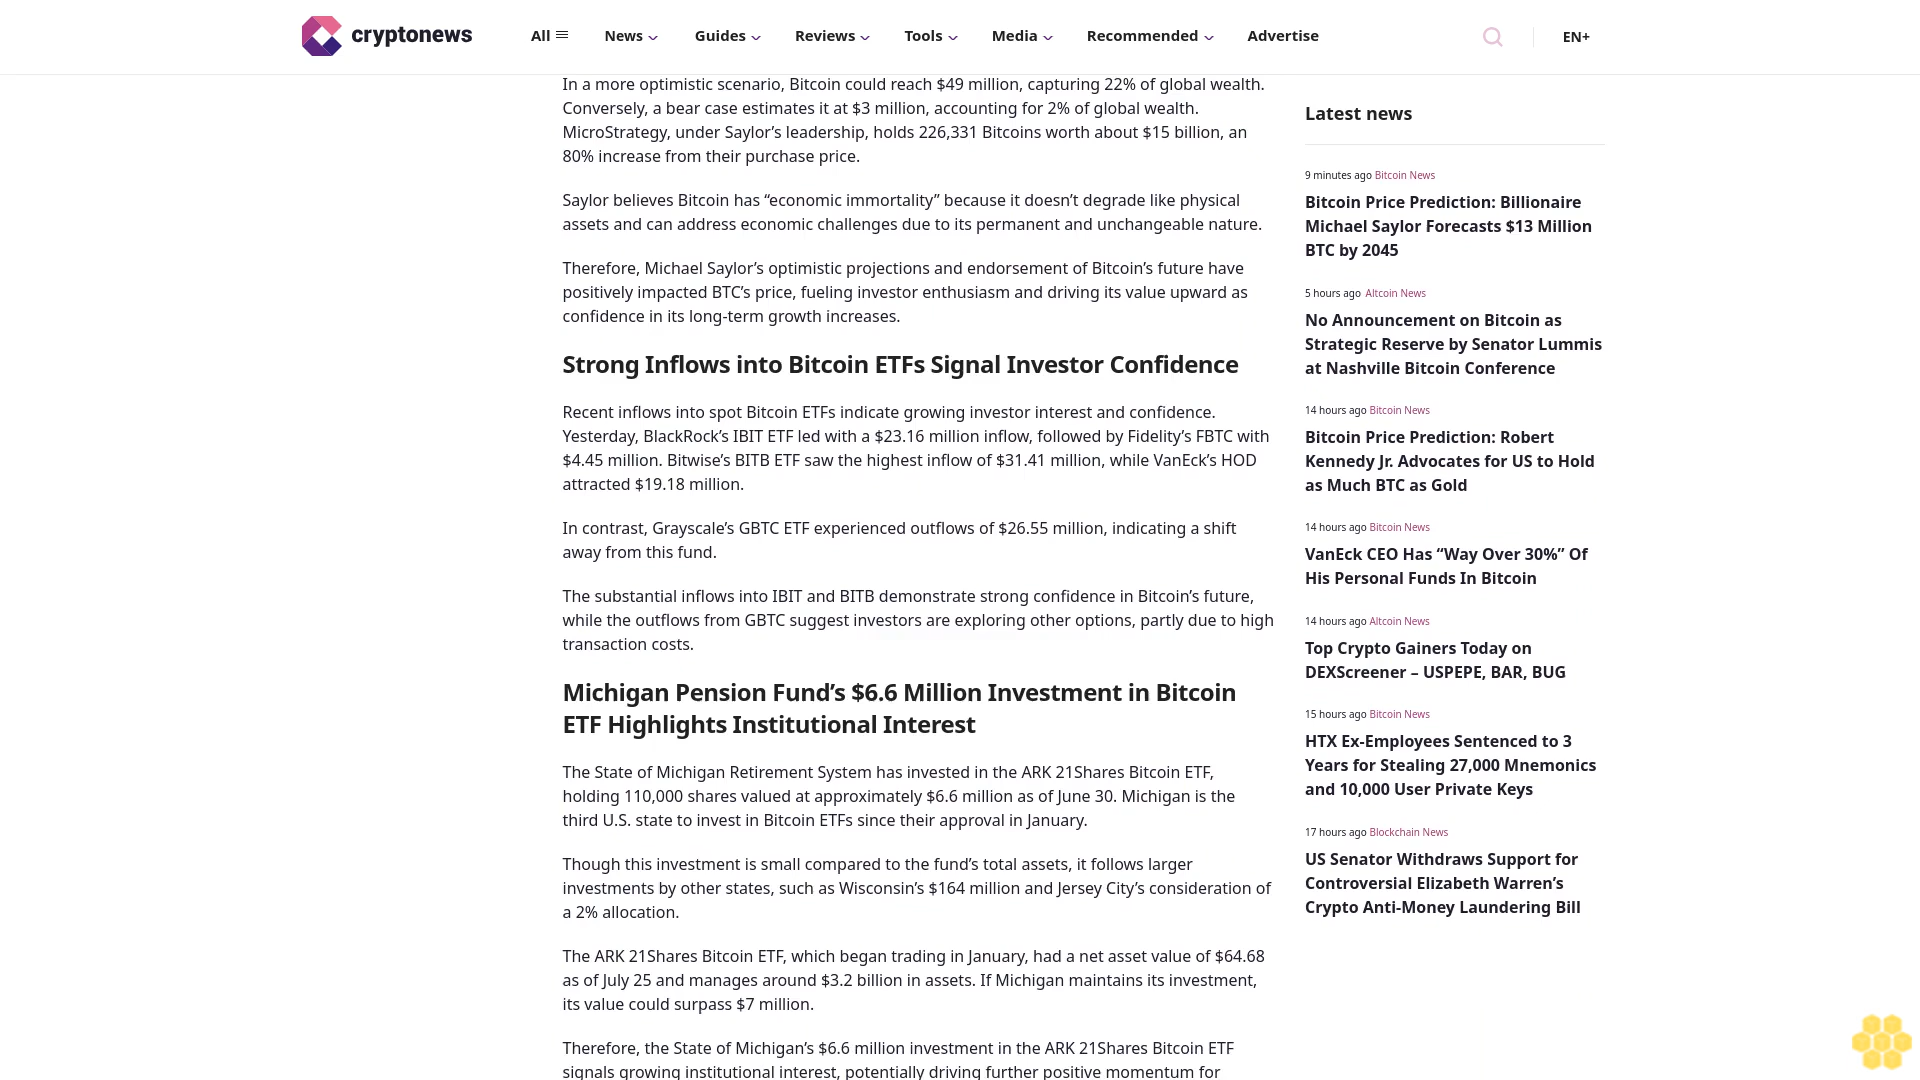 cryptonews
All
News
Guides
Reviews
Tools
Media
Recommended
Advertise
EN+
In a more optimistic scenario, Bitcoin could reach $49 million, capturing 22% of global wealth.
Conversely, a bear case estimates it at $3 million, accounting for 2% of global wealth.
MicroStrategy, under Saylor’s leadership, holds 226,331 Bitcoins worth about $15 billion, an
80% increase from their purchase price.
Saylor believes Bitcoin has “economic immortality” because it doesn’t degrade like physical
assets and can address economic challenges due to its permanent and unchangeable nature.
Therefore, Michael Saylor’s optimistic projections and endorsement of Bitcoin’s future have
positively impacted BTC’s price, fueling investor enthusiasm and driving its value upward as
confidence in its long-term growth increases.
Strong Inflows into Bitcoin ETFs Signal Investor Confidence
Recent inflows into spot Bitcoin ETFs indicate growing investor interest and confidence.
Yesterday, BlackRock’s IBIT ETF led with a $23.16 million inflow, followed by Fidelity’s FBTC with
$4.45 million. Bitwise’s BITB ETF saw the highest inflow of $31.41 million, while VanEck’s HOD
attracted $19.18 million.
In contrast, Grayscale’s GBTC ETF experienced outflows of $26.55 million, indicating a shift
away from this fund.
The substantial inflows into IBIT and BITB demonstrate strong confidence in Bitcoin’s future,
while the outflows from GBTC suggest investors are exploring other options, partly due to high
transaction costs.
Michigan Pension Fund’s $6.6 Million Investment in Bitcoin
ETF Highlights Institutional Interest
The State of Michigan Retirement System has invested in the ARK 21Shares Bitcoin ETF,
holding 110,000 shares valued at approximately $6.6 million as of June 30. Michigan is the
third U.S. state to invest in Bitcoin ETFs since their approval in January.
Though this investment is small compared to the fund’s total assets, it follows larger
investments by other states, such as Wisconsin’s $164 million and Jersey City’s consideration of
a 2% allocation.
The ARK 21Shares Bitcoin ETF, which began trading in January, had a net asset value of $64.68
as of July 25 and manages around $3.2 billion in assets. If Michigan maintains its investment,
its value could surpass $7 million.
Therefore, the State of Michigan’s $6.6 million investment in the ARK 21Shares Bitcoin ETF
signals growing institutional interest, potentially driving further positive momentum for
Latest news
9 minutes ago Bitcoin News
Bitcoin Price Prediction: Billionaire
Michael Saylor Forecasts $13 Million
BTC by 2045
5 hours ago Altcoin News
No Announcement on Bitcoin as
Strategic Reserve by Senator Lummis
at Nashville Bitcoin Conference
14 hours ago Bitcoin News
Bitcoin Price Prediction: Robert
Kennedy Jr. Advocates for US to Hold
as Much BTC as Gold
14 hours ago Bitcoin News
VanEck CEO Has “Way Over 30%” Of
His Personal Funds In Bitcoin
14 hours ago Altcoin News
Top Crypto Gainers Today on
DEXScreener – USPEPE, BAR, BUG
15 hours ago Bitcoin News
HTX Ex-Employees Sentenced to 3
Years for Stealing 27,000 Mnemonics
and 10,000 User Private Keys
17 hours ago Blockchain News
US Senator Withdraws Support for
Controversial Elizabeth Warren’s
Crypto Anti-Money Laundering Bill